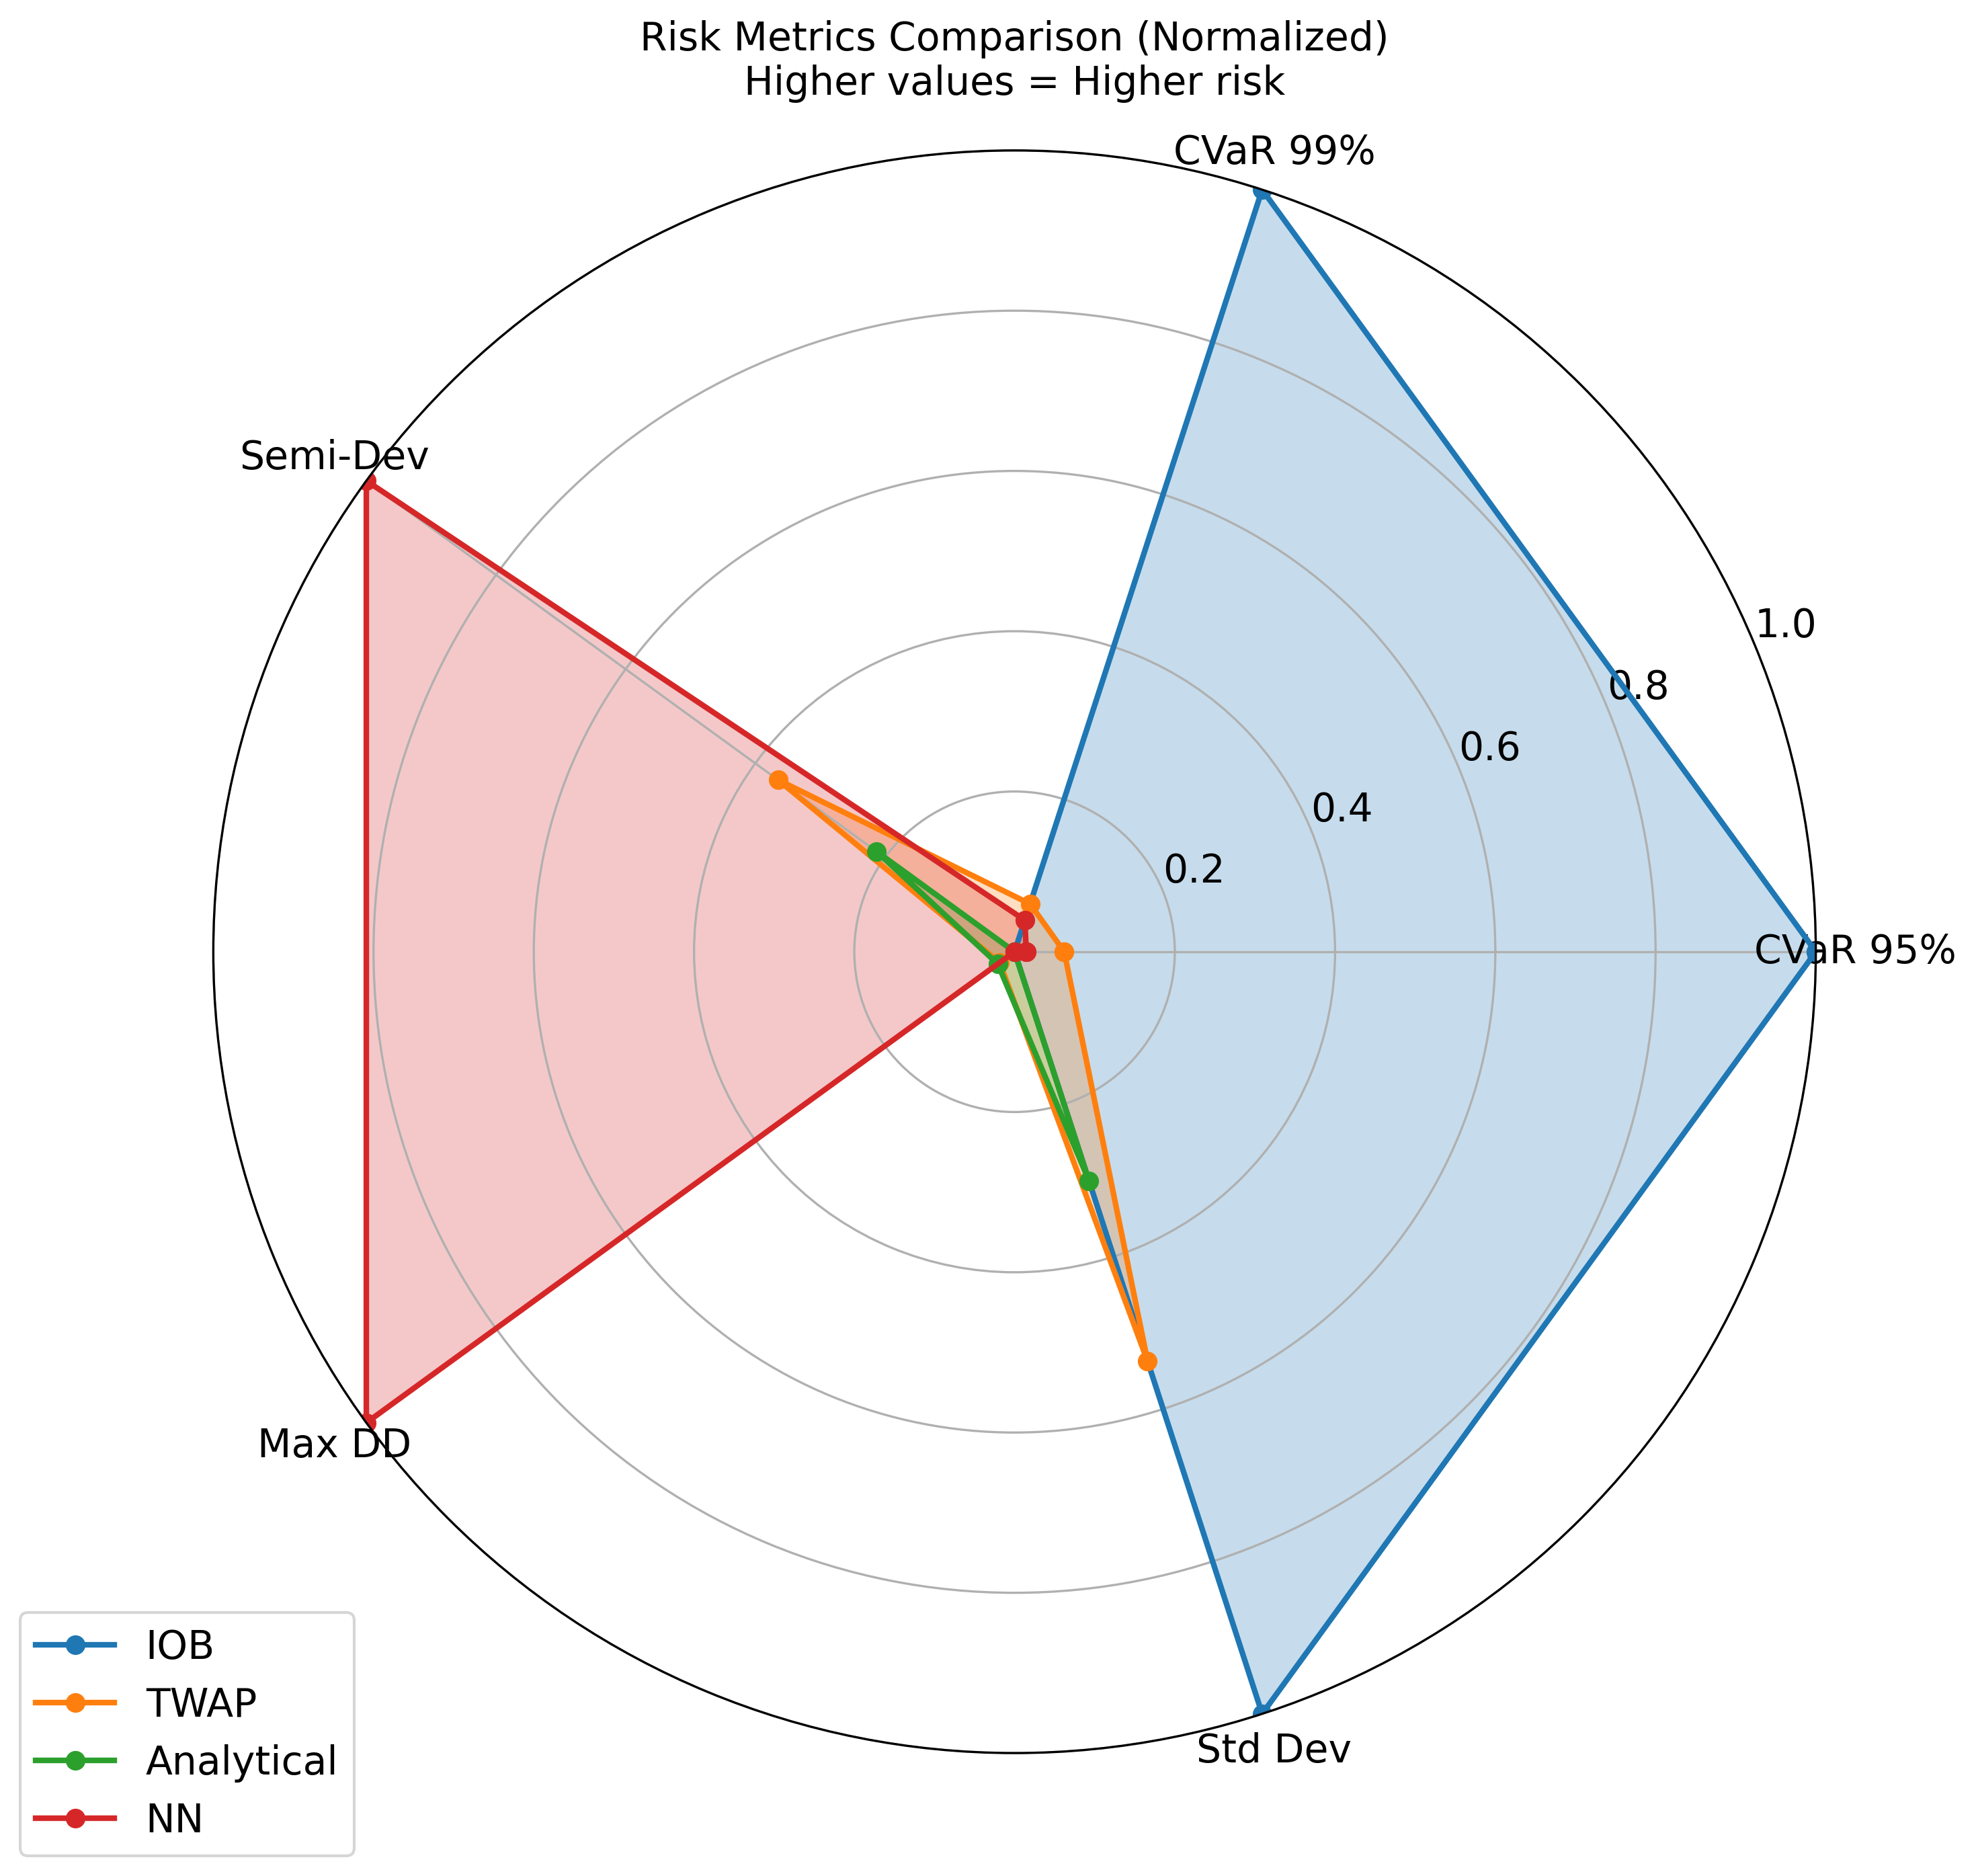 Risk Metrics Comparison (Normalized)
Higher values = Higher risk
CVaR 99%
Semi-Dev
1.0
0.8
0.6
0.4
0.2
CVaR 95%
Max DD
Std Dev
IOB
TWAP
Analytical
NN